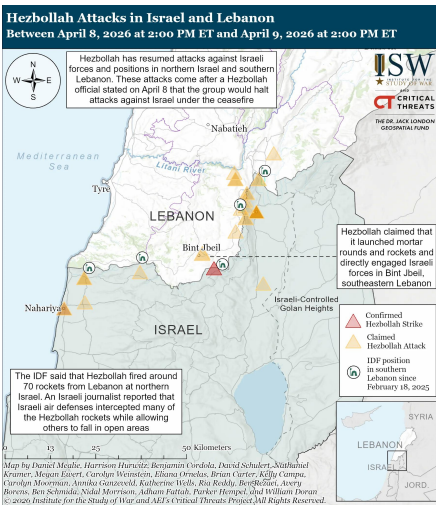 Hezbollah Attacks in Israel and Lebanon
Between April 8, 2026 at 2:00 PM ET and April 9, 2026 at 2:00 PM ET
Hezbollah has resumed attacks against Israeli
forces and positions in northern Israel and southern
Lebanon. These attacks come after a Hezbollah
official stated on April 8 that the group would halt
attacks against Israel under the ceasefire
N
W
E
S
ISW
INSTITUTE FOR THE
STUDY OF WAR
AND
CT CRITICAL
THREATS
THE DR. JACK LONDON
GEOSPATIAL FUND
Nabatieh
Mediterranean
Sea
Litani River
Tyre
LEBANON
Bint Jbeil
Hezbollah claimed that
it launched mortar
rounds and rockets and
directly engaged Israeli
forces in Bint Jbeil,
southeastern Lebanon
Nahariya
Israeli-Controlled
Golan Heights
ISRAEL
Confirmed
Hezbollah Strike
Claimed
Hezbollah Attack
IDF position
in southern
Lebanon since
February 18, 2025
The IDF said that Hezbollah fired around
70 rockets from Lebanon at northern
Israel. An Israeli journalist reported that
Israeli air defenses intercepted many of
the Hezbollah rockets while allowing
others to fall in open areas
SYRIA
LEBANON
ISRAEL
JORD.
0 13 25 50 Kilometers
Map by Daniel Mealie, Harrison Hurwitz, Benjamin Cordola, David Schulert, Nathaniel
Kramer, Megan Ewert, Carolyn Weinstein, Eliana Ornelas, Brian Carter, Kelly Campa,
Carolyn Moorman, Annika Ganzeveld, Katherine Wells, Ria Reddy, Ben Rezaei, Avery
Borens, Ben Schmida, Nidal Morrison, Adham Fattah, Parker Hempel, and William Doran
© 2026 Institute for the Study of War and AEI's Critical Threats Project, All Rights Reserved.